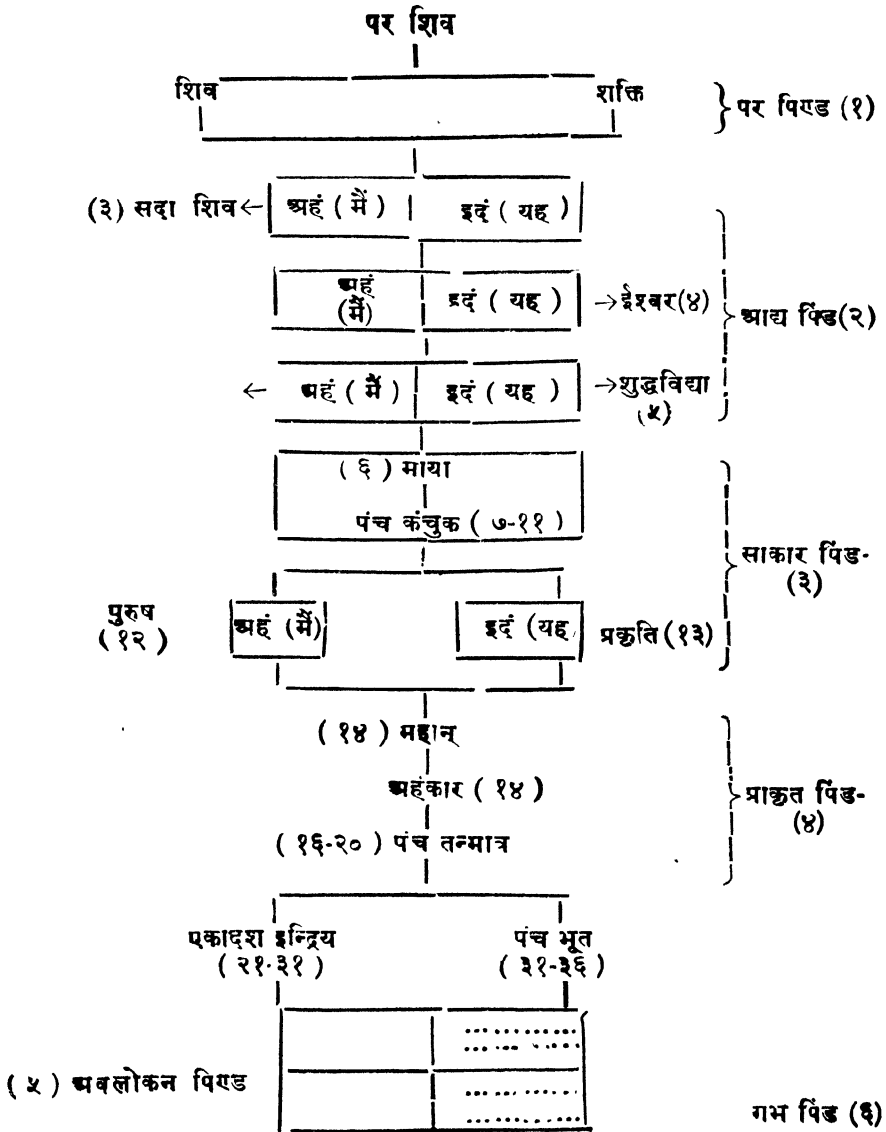 पर शिव
शिव शक्ति
पर पिण्ड (१)
(३) सदा शिव ← अहं ( मैं ) इदं ( यह )
अहं
(मैं) इदं ( यह ) →ईश्वर(४)
आद्य पिंड(२)
← अहं ( मैं ) इदं ( यह ) →शुद्धविद्या
(५)
( ६ ) माया
पंच कंचुक ( ७-११ )
साकार पिंड-
(३)
पुरुष
( १२ ) अहं (मैं) इदं (यह प्रकृति (१३)
( १४ ) महान्
अहंकार ( १४ )
प्राकृत पिंड-
(४)
( १६-२० ) पंच तन्मात्र
एकादश इन्द्रिय पंच भूत
( २१-३१ ) ( ३१-३६ )
( ५ ) अवलोकन पिण्ड
गभ पिंड (६)